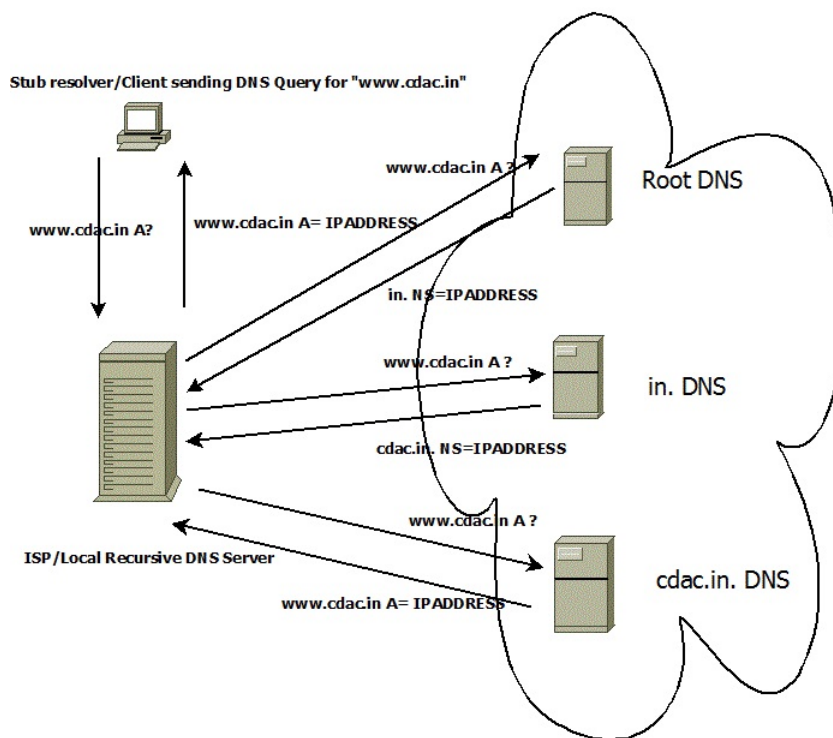 Stub resolver/Client sending DNS Query for "www.cdac.in"
www.cdac.in A ?
Root DNS
www.cdac.in A?
www.cdac.in A= IPADDRESS
in. NS=IPADDRESS
www.cdac.in A ?
in. DNS
cdac.in. NS=IPADDRESS
www.cdac.in A ?
ISP/Local Recursive DNS Server
cdac.in. DNS
www.cdac.in A= IPADDRESS